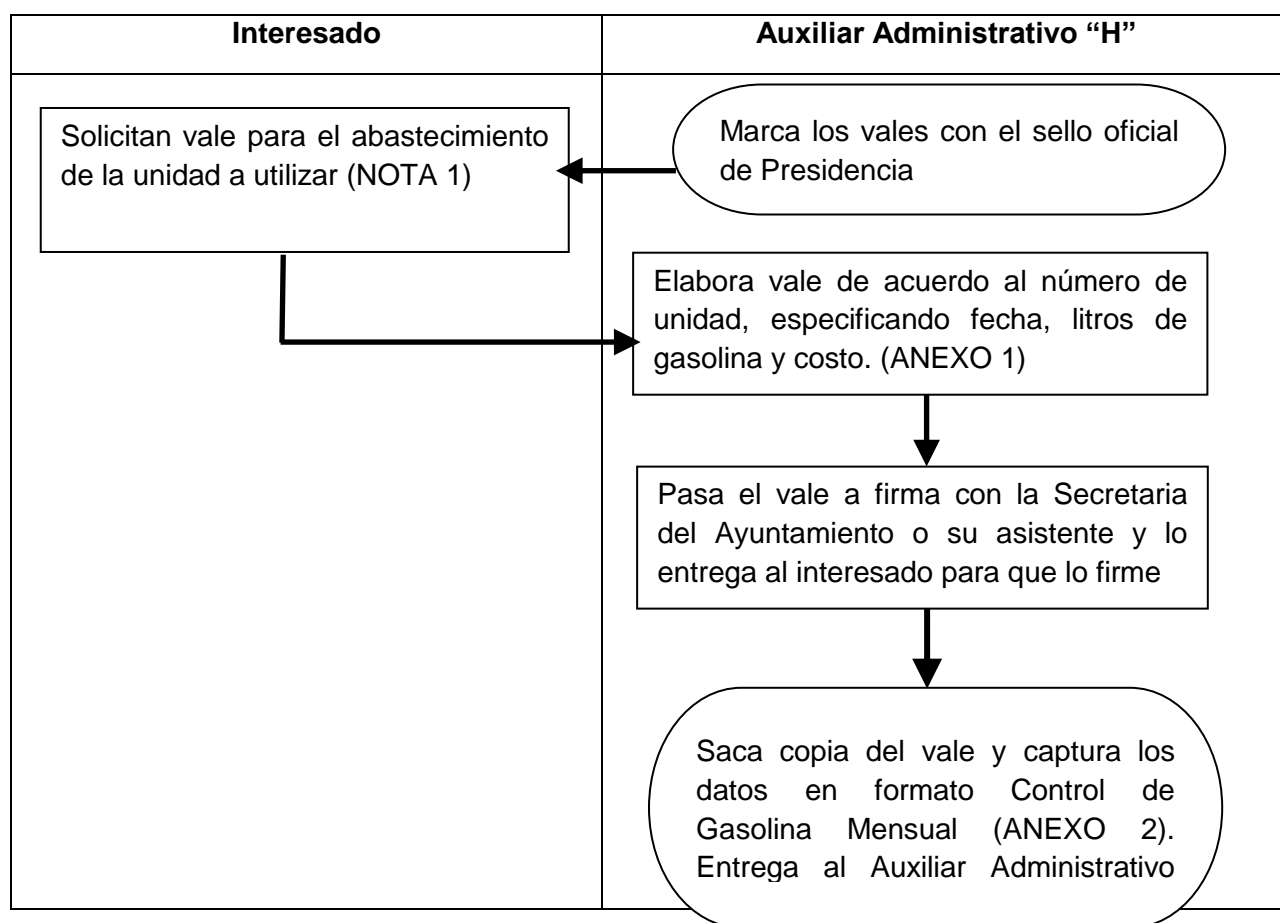 Interesado
Auxiliar Administrativo “H”
Marca los vales con el sello oficial
de Presidencia
Solicitan vale para el abastecimiento
de la unidad a utilizar (NOTA 1)
Elabora vale de acuerdo al número de
unidad, especificando fecha, litros de
gasolina y costo. (ANEXO 1)
Pasa el vale a firma con la Secretaria
del Ayuntamiento o su asistente y lo
entrega al interesado para que lo firme
Saca copia del vale y captura los
datos en formato Control de
Gasolina Mensual (ANEXO 2).
Entrega al Auxiliar Administrativo